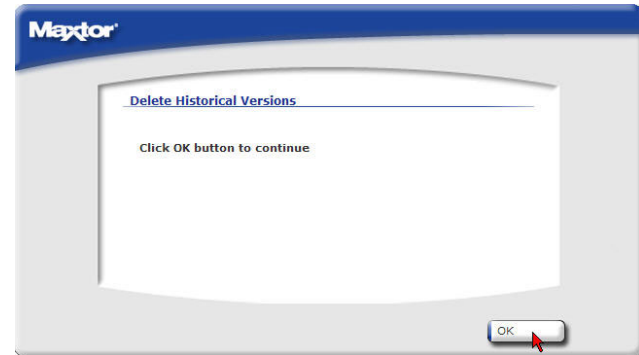 Maxtor
Delete Historical Versions
Click OK button to continue
OK